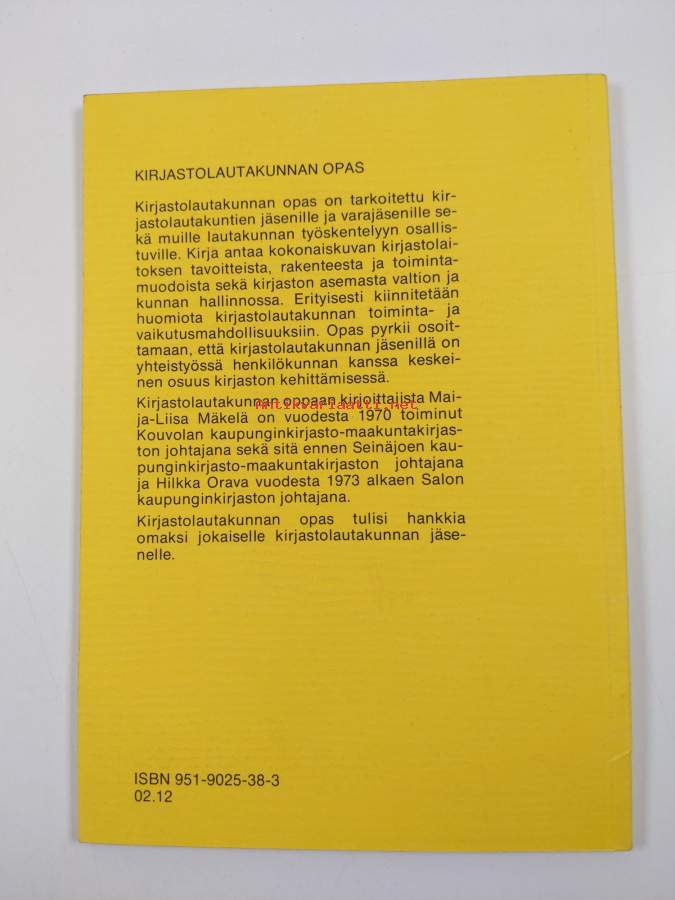 KIRJASTOLAUTAKUNNAN OPAS
Kirjastolautakunnan opas on tarkoitettu kir-
jastolautakuntien jäsenille ja varajäsenille se-
kä muille lautakunnan työskentelyyn osallis-
tuville. Kirja antaa kokonaiskuvan kirjastolai-
toksen tavoitteista, rakenteesta ja toiminta-
muodoista sekä kirjaston asemasta valtion ja
kunnan hallinnossa. Erityisesti kiinnitetään
huomiota kirjastolautakunnan toiminta- ja
vaikutusmahdollisuuksiin. Opas pyrkii osoit-
tamaan, että kirjastolautakunnan jäsenillä on
yhteistyössä henkilökunnan kanssa keskei-
nen osuus kirjaston kehittämisessä.
Kirjastolautakunnan oppaan kirjoittajista Mai-
Antikvariaatti.net
ja-Liisa Mäkelä on vuodesta 1970 toiminut
Kouvolan kaupunginkirjasto-maakuntakirjas-
ton johtajana sekä sitä ennen Seinäjoen kau-
punginkirjasto-maakuntakirjaston johtajana
ja Hilkka Orava vuodesta 1973 alkaen Salon
kaupunginkirjaston johtajana.
Kirjastolautakunnan opas tulisi hankkia
omaksi jokaiselle kirjastolautakunnan jäse-
nelle.
ISBN 951-9025-38-3
02.12